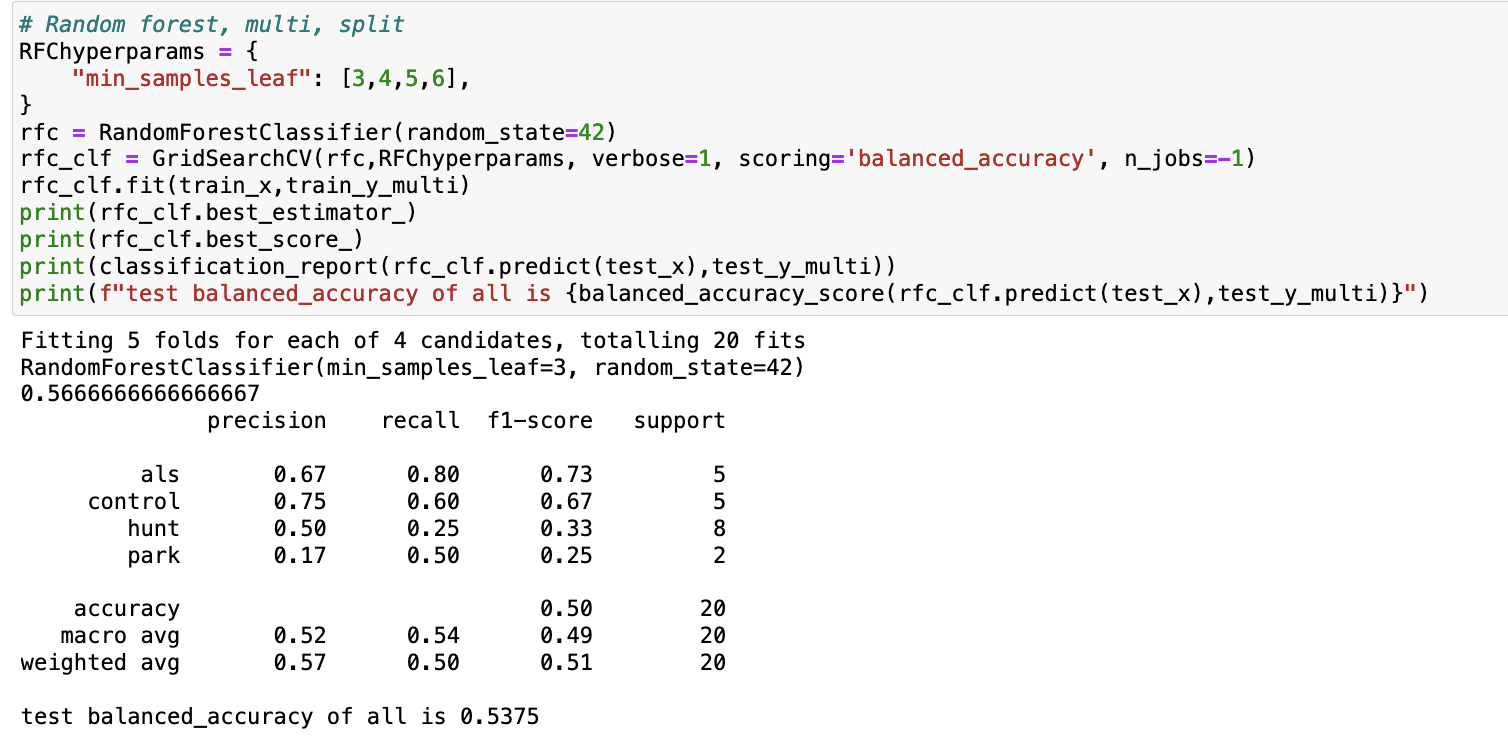 # Random forest, multi, split
RFChyperparams = {
    "min_samples_leaf": [3,4,5,6],
}
rfc = RandomForestClassifier(random_state=42)
rfc_clf = GridSearchCV(rfc,RFChyperparams, verbose=1, scoring='balanced_accuracy', n_jobs=-1)
rfc_clf.fit(train_x,train_y_multi)
print(rfc_clf.best_estimator_)
print(rfc_clf.best_score_)
print(classification_report(rfc_clf.predict(test_x),test_y_multi))
print(f"test balanced_accuracy of all is {balanced_accuracy_score(rfc_clf.predict(test_x),test_y_multi)}")
Fitting 5 folds for each of 4 candidates, totalling 20 fits
RandomForestClassifier(min_samples_leaf=3, random_state=42)
0.5666666666666667
              precision    recall  f1-score   support

         als       0.67      0.80      0.73         5
     control       0.75      0.60      0.67         5
        hunt       0.50      0.25      0.33         8
        park       0.17      0.50      0.25         2

    accuracy                           0.50        20
   macro avg       0.52      0.54      0.49        20
weighted avg       0.57      0.50      0.51        20

test balanced_accuracy of all is 0.5375